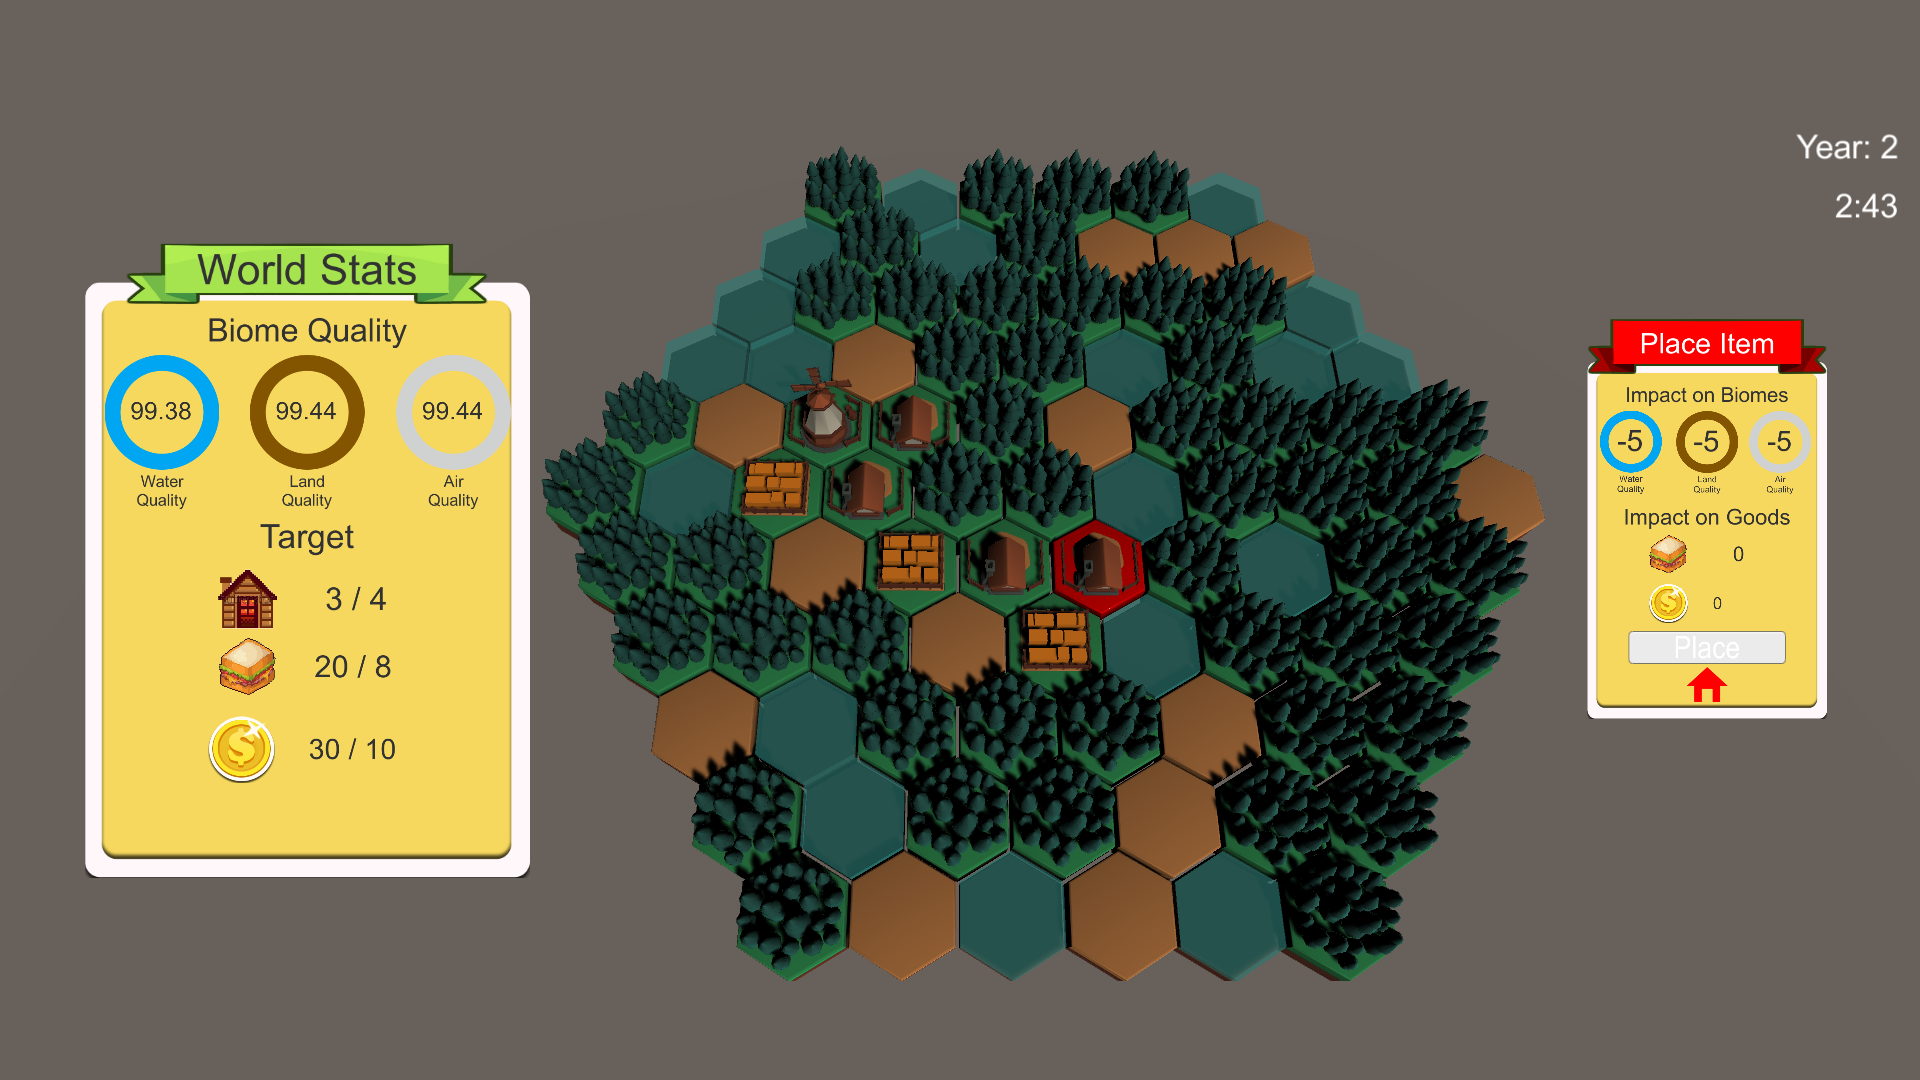 Year: 2
2:43
World Stats
Biome Quality
99.38
99.44
99.44
Water
Quality
Land
Quality
Air
Quality
Target
3 / 4
20 / 8
$
30 / 10
Place Item
Impact on Biomes
-5
-5
-5
Water
Quality
Land
Quality
Air
Quality
Impact on Goods
0
$
0
Place